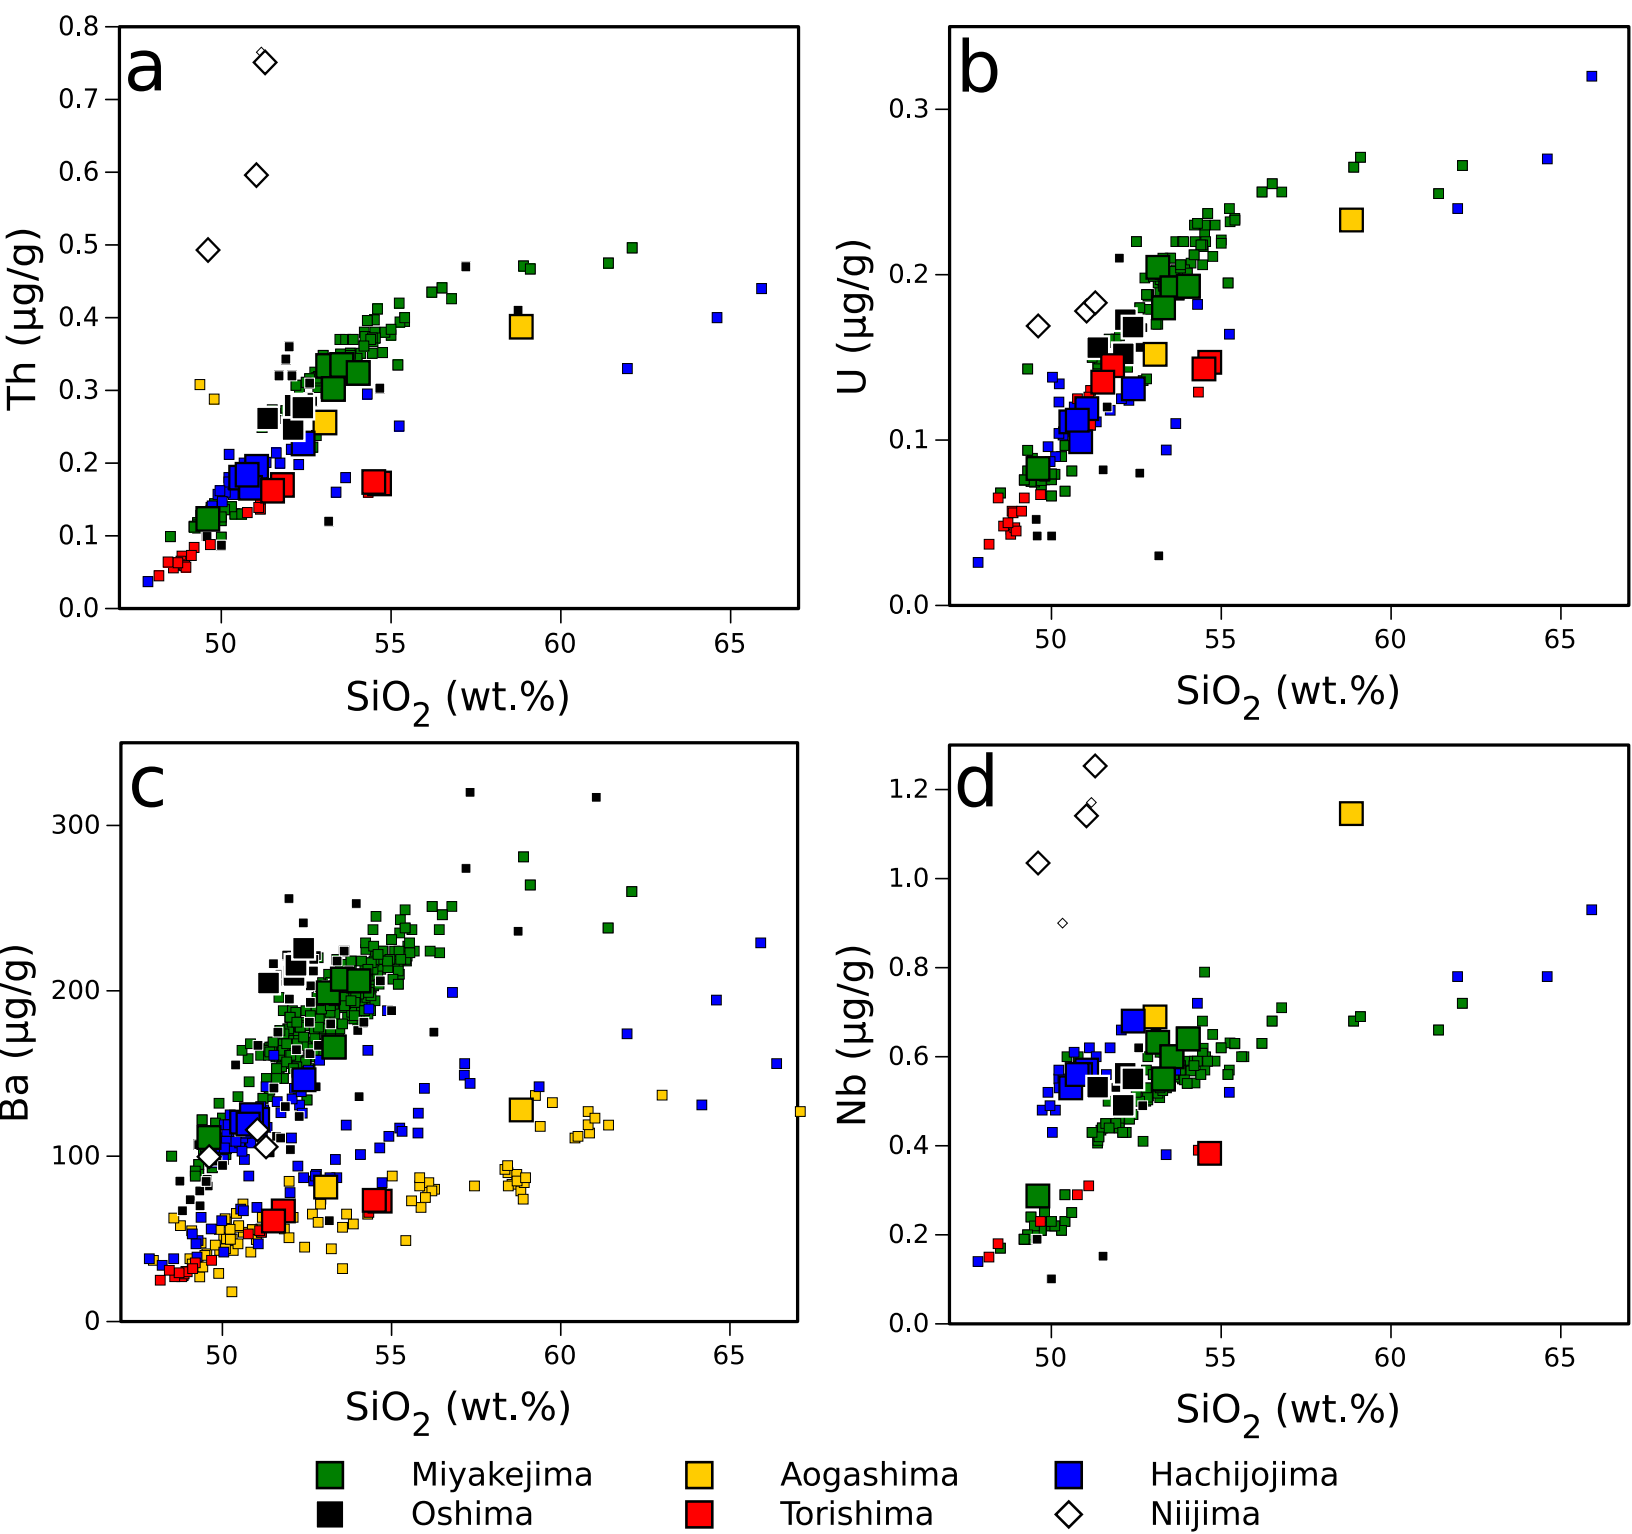 a
0.8
0.7
0.6
0.5
0.4
0.3
0.2
0.1
0.0
Th (µg/g)
50 55 60 65
SiO2 (wt.%)
b
0.3
0.2
0.1
0.0
U (µg/g)
50 55 60 65
SiO2 (wt.%)
c
300
200
100
0
Ba (µg/g)
50 55 60 65
SiO2 (wt.%)
d
1.2
1.0
0.8
0.6
0.4
0.2
0.0
Nb (µg/g)
50 55 60 65
SiO2 (wt.%)
Miyakejima Aogashima Hachijojima
Oshima Torishima Niijima